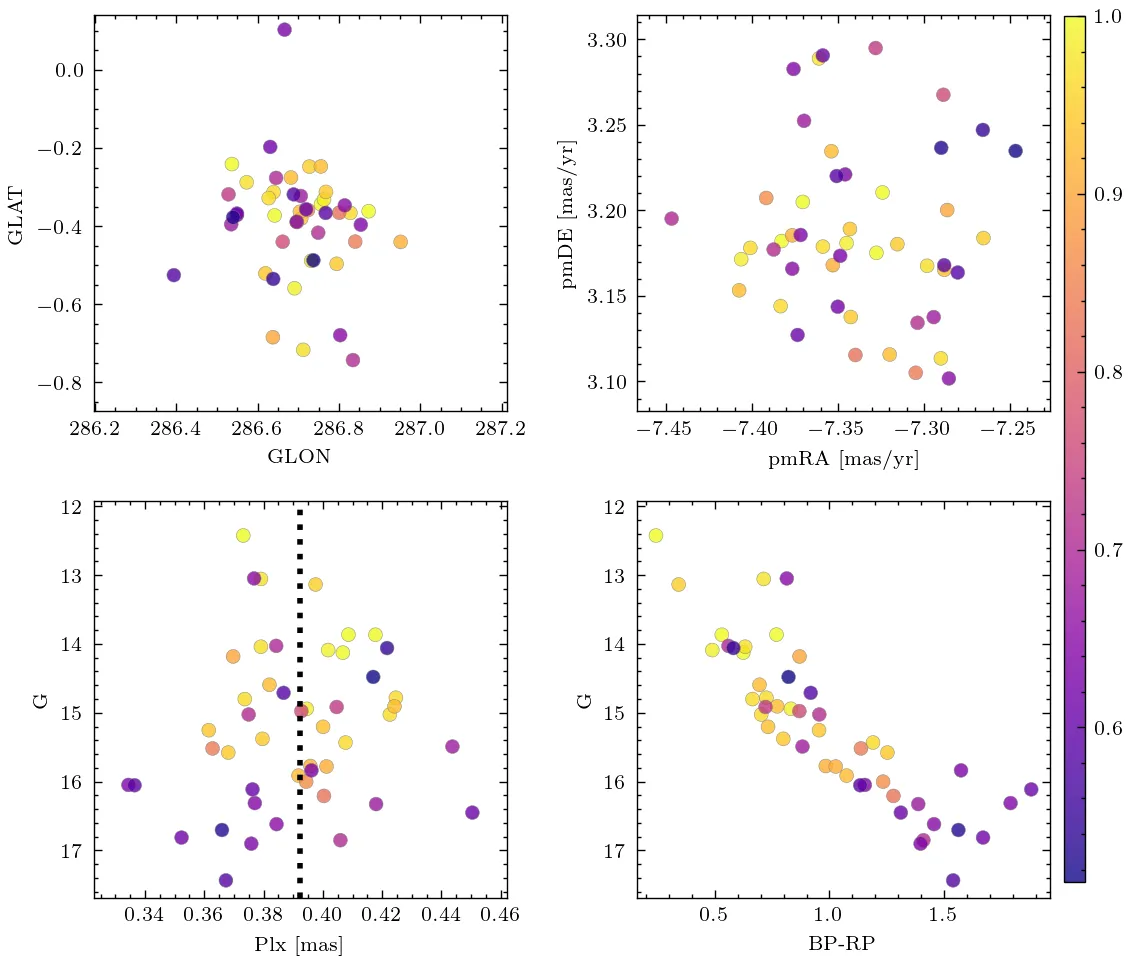 0.0
−0.2
−0.4
−0.6
−0.8
GLAT
286.2 286.4 286.6 286.8 287.0 287.2
GLON
3.30
3.25
3.20
3.15
3.10
pmDE [mas/yr]
−7.45 −7.40 −7.35 −7.30 −7.25
pmRA [mas/yr]
12
13
14
15
16
17
G
0.34 0.36 0.38 0.40 0.42 0.44 0.46
Plx [mas]
12
13
14
15
16
17
G
0.5 1.0 1.5
BP-RP
1.0
0.9
0.8
0.7
0.6